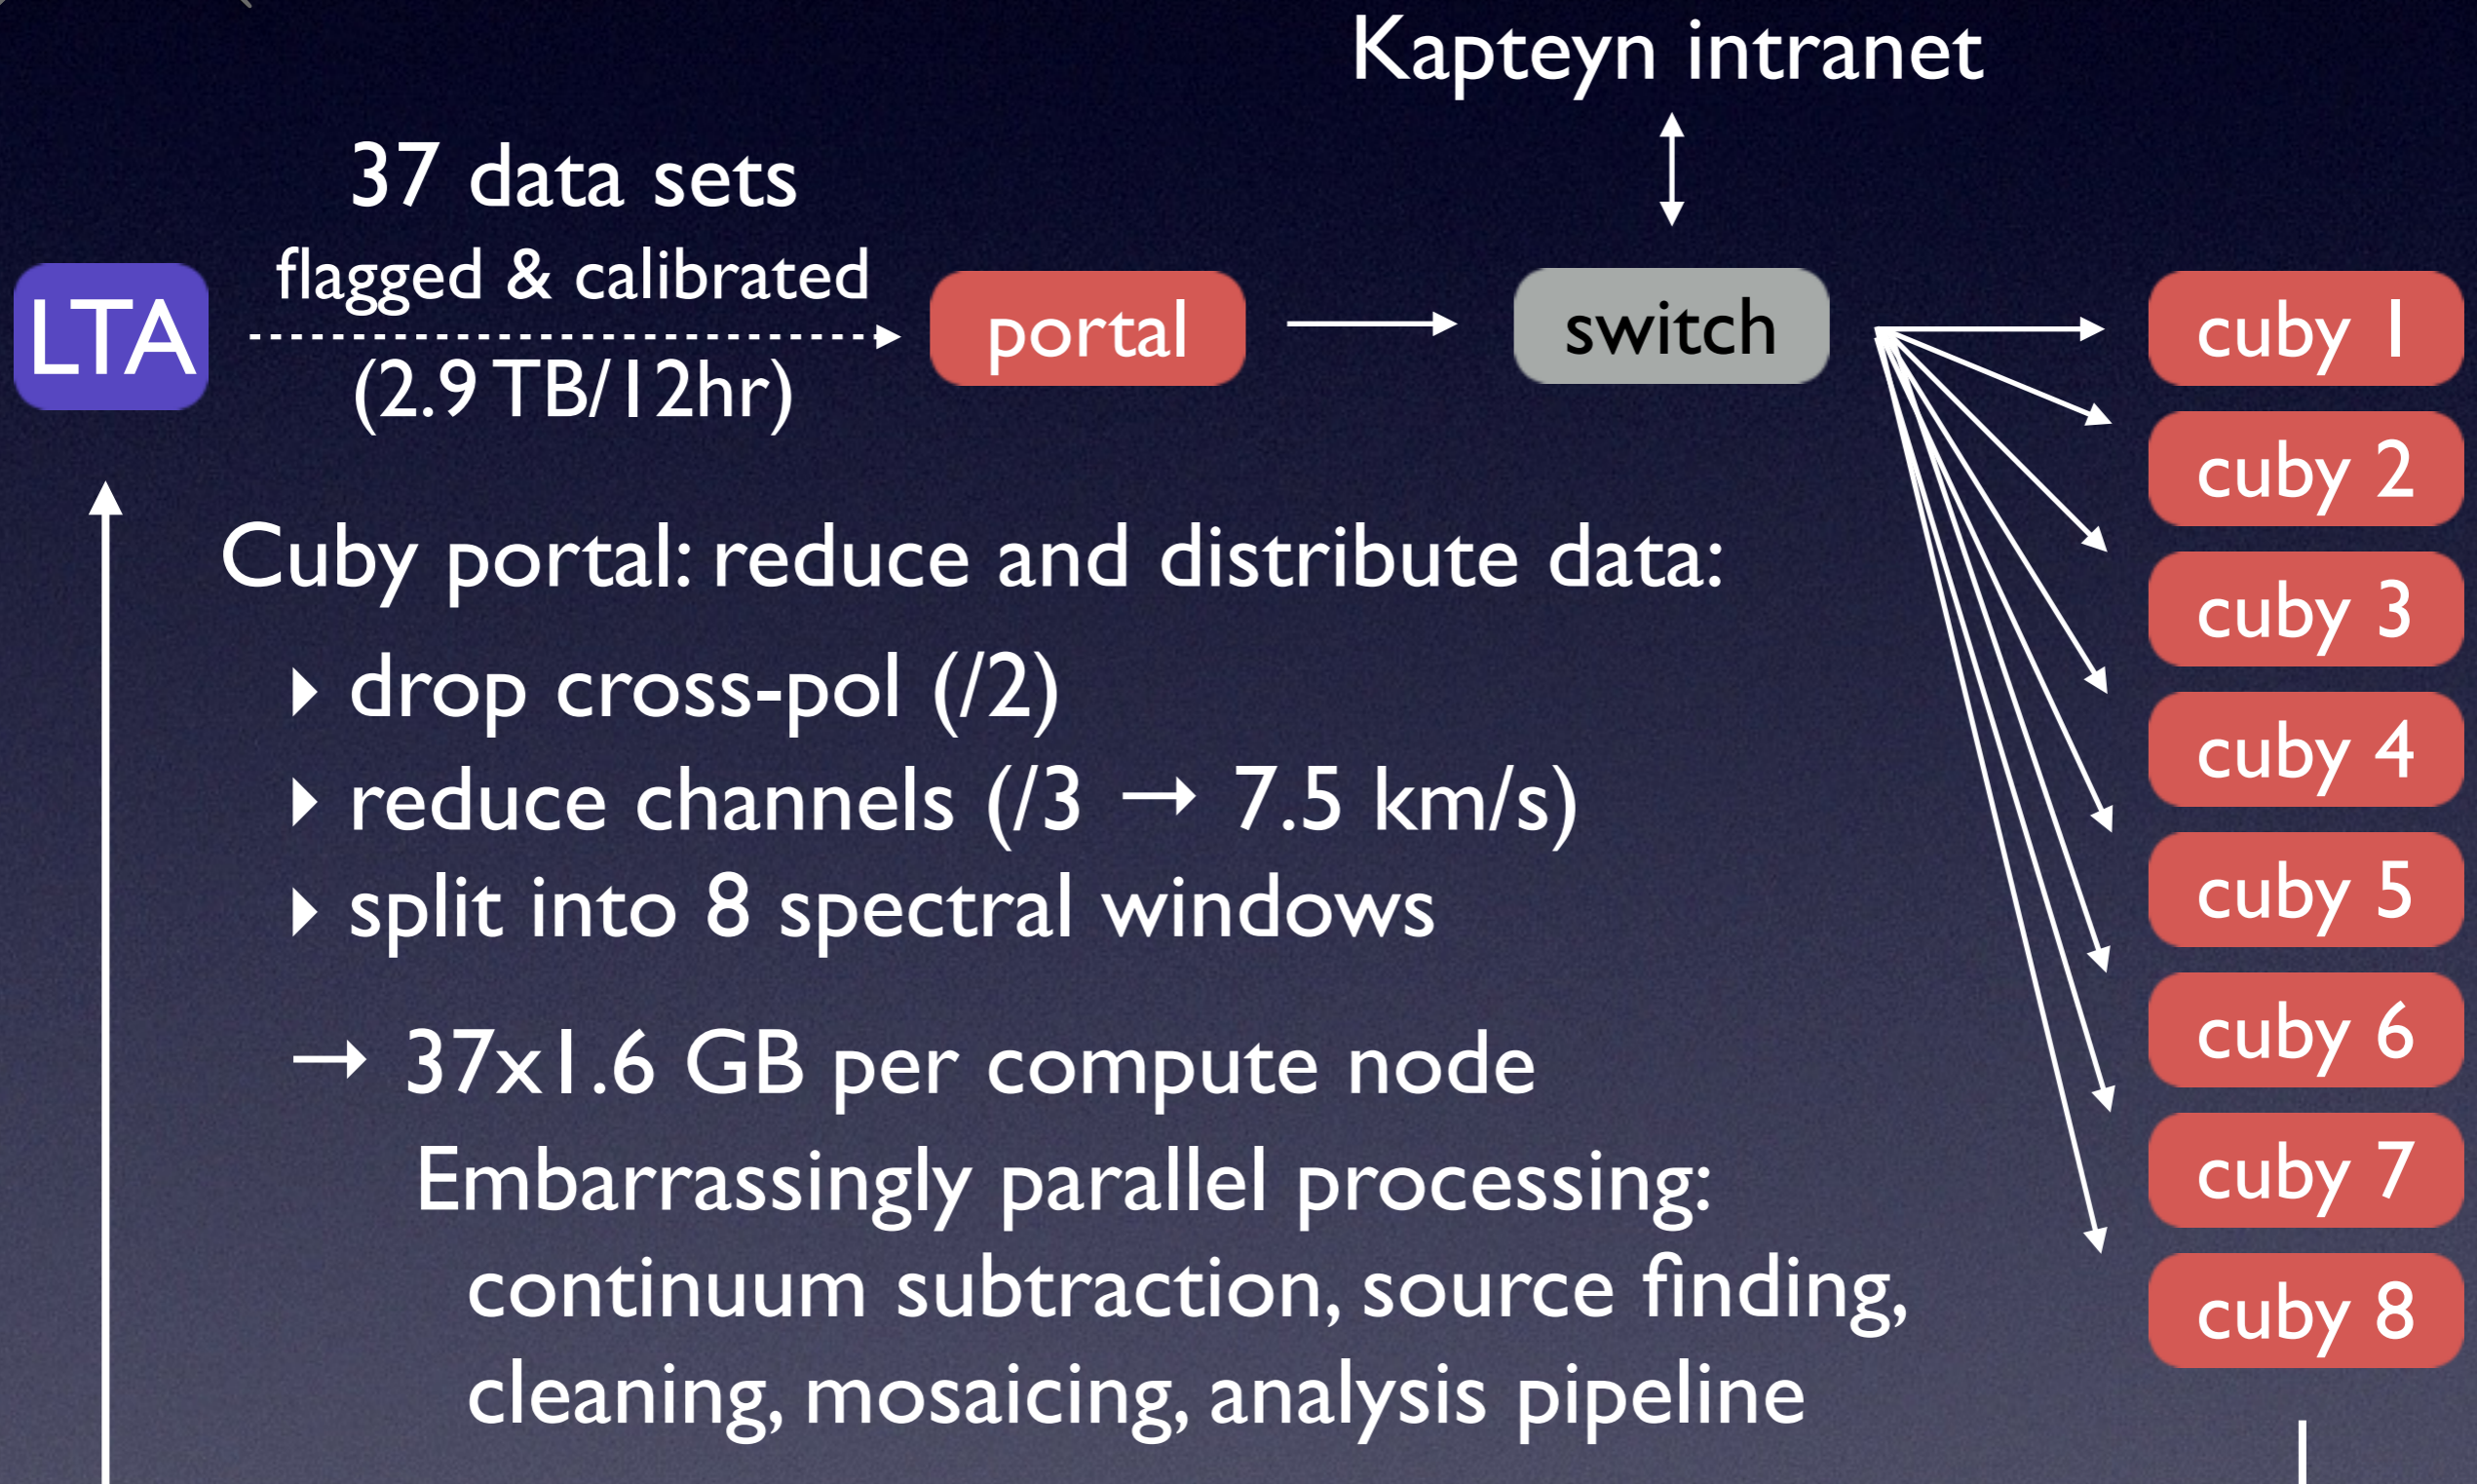 Kapteyn intranet
37 data sets
flagged & calibrated
LTA
(2.9 TB/12hr)
portal
switch
cuby 1
cuby 2
cuby 3
cuby 4
cuby 5
cuby 6
cuby 7
cuby 8
Cuby portal: reduce and distribute data:
‣ drop cross-pol (/2)
‣ reduce channels (/3 → 7.5 km/s)
‣ split into 8 spectral windows
→ 37x1.6 GB per compute node
Embarrassingly parallel processing:
continuum subtraction, source finding,
cleaning, mosaicing, analysis pipeline